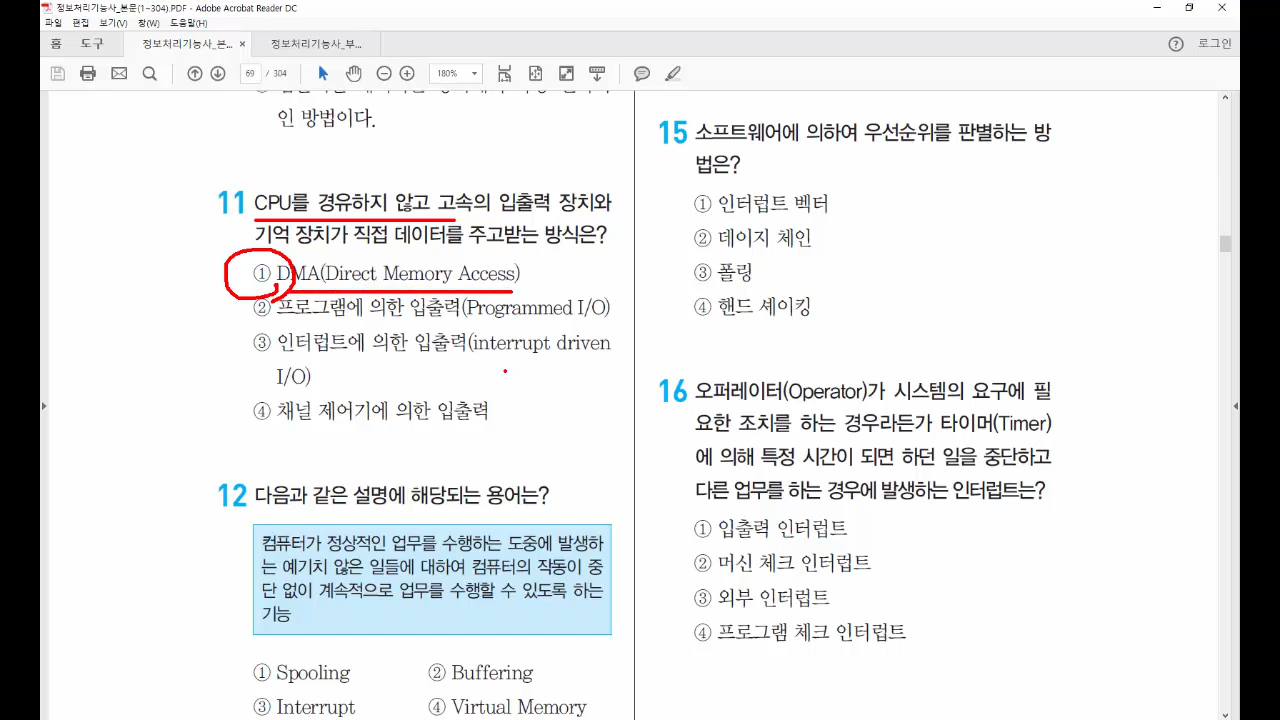 정보처리기능사_본문(1~304).PDF - Adobe Acrobat Reader DC
파일 편집 보기(V) 창(W) 도움말(H)
홈 도구 정보처리기능사_본... × 정보처리기능사_부... ? 로그인
69 / 304 180%
인 방법이다.
11 CPU를 경유하지 않고 고속의 입출력 장치와
기억 장치가 직접 데이터를 주고받는 방식은?
① DMA(Direct Memory Access)
② 프로그램에 의한 입출력(Programmed I/O)
③ 인터럽트에 의한 입출력(interrupt driven
I/O)
④ 채널 제어기에 의한 입출력
12 다음과 같은 설명에 해당되는 용어는?
컴퓨터가 정상적인 업무를 수행하는 도중에 발생하
는 예기치 않은 일들에 대하여 컴퓨터의 작동이 중
단 없이 계속적으로 업무를 수행할 수 있도록 하는
기능
① Spooling ② Buffering
③ Interrupt ④ Virtual Memory
15 소프트웨어에 의하여 우선순위를 판별하는 방
법은?
① 인터럽트 벡터
② 데이지 체인
③ 폴링
④ 핸드 셰이킹
16 오퍼레이터(Operator)가 시스템의 요구에 필
요한 조치를 하는 경우라든가 타이머(Timer)
에 의해 특정 시간이 되면 하던 일을 중단하고
다른 업무를 하는 경우에 발생하는 인터럽트는?
① 입출력 인터럽트
② 머신 체크 인터럽트
③ 외부 인터럽트
④ 프로그램 체크 인터럽트